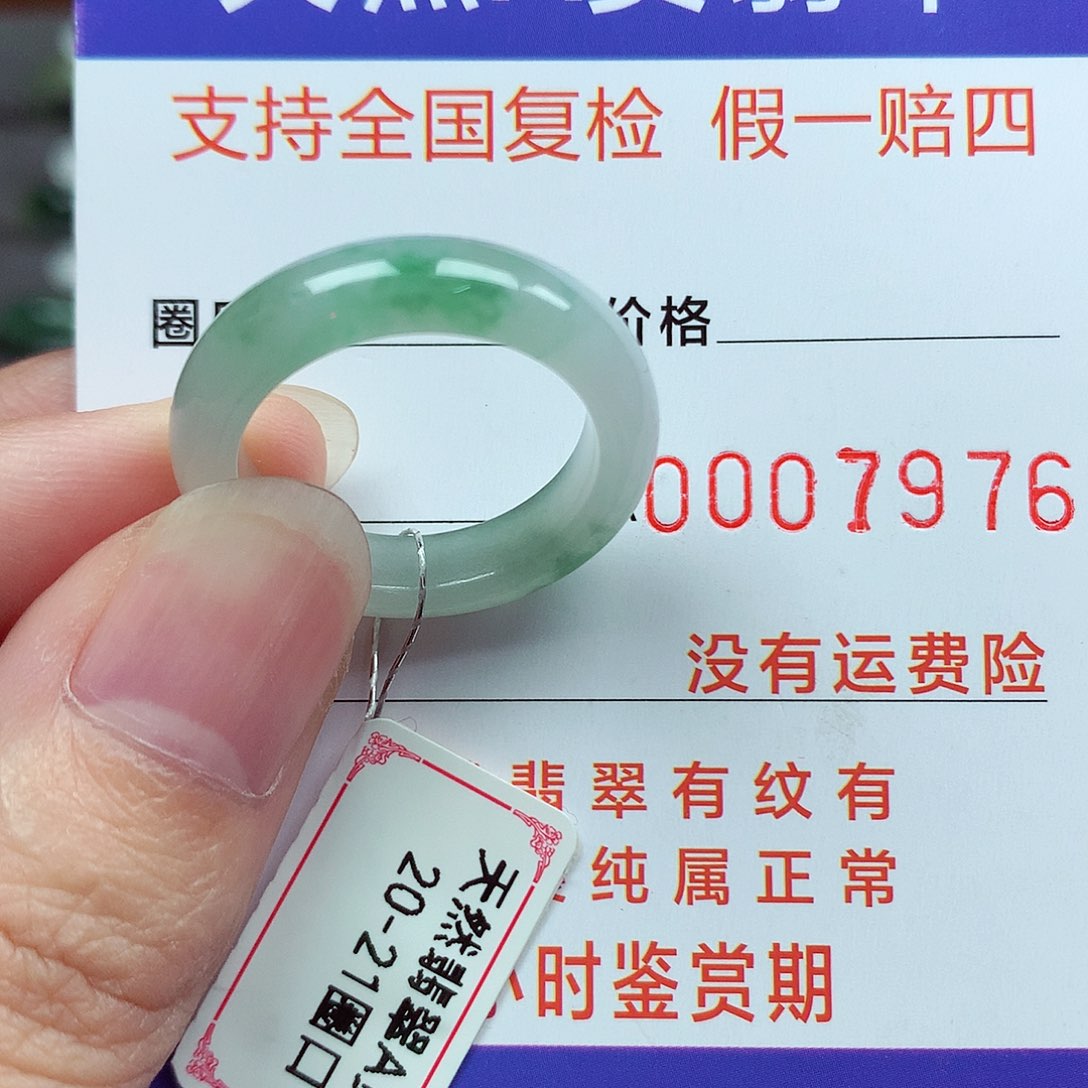 支持全国复检 假一赔四
圈
价格
0007976
没有运费险
翡翠有纹有
纯属正常
小时鉴赏期
天然翡翠A
20-21圈口